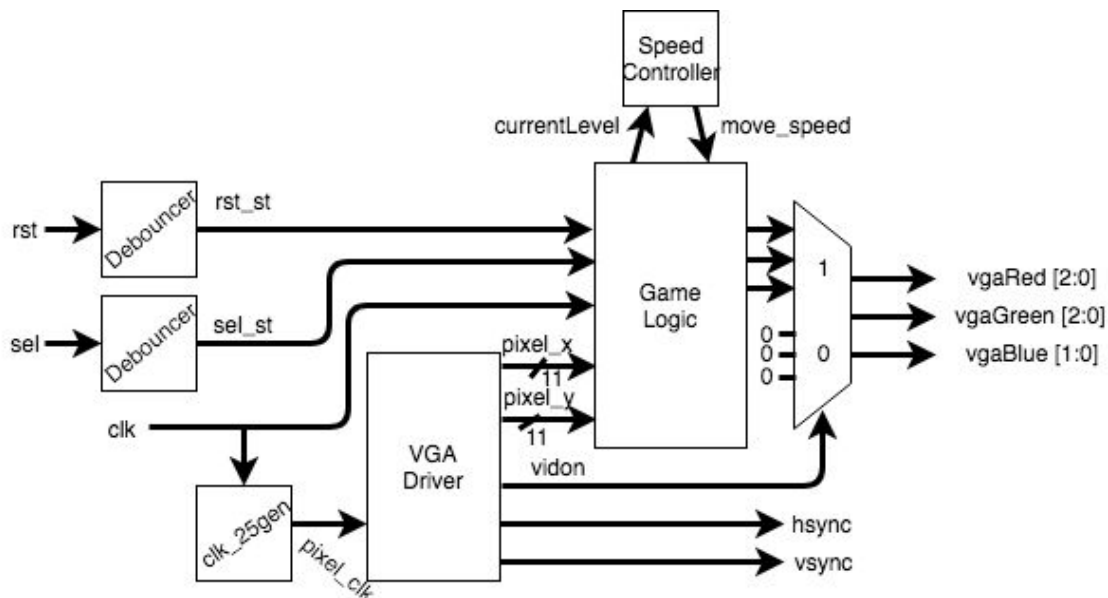 Speed
Controller
currentLevel
move_speed
rst
Debouncer
rst_st
sel
Debouncer
sel_st
Game
Logic
1
0
0
0
0
vgaRed [2:0]
vgaGreen [2:0]
vgaBlue [1:0]
pixel_x
11
pixel_y
11
clk
VGA
Driver
vidon
clk_25gen
pixel_clk
hsync
vsync